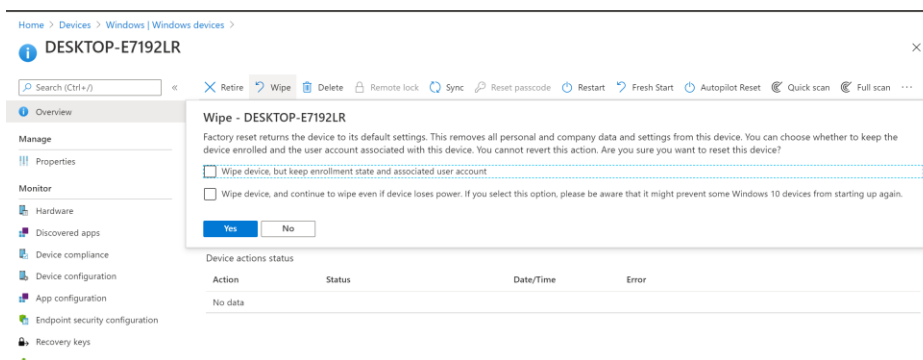 Home > Devices > Windows | Windows devices >
DESKTOP-E7192LR
Search (Ctrl+/)
«
Retire Wipe Delete Remote lock Sync Reset passcode Restart Fresh Start Autopilot Reset Quick scan Full scan ...
Overview
Manage
Properties
Monitor
Hardware
Discovered apps
Device compliance
Device configuration
App configuration
Endpoint security configuration
Recovery keys
Wipe - DESKTOP-E7192LR
Factory reset returns the device to its default settings. This removes all personal and company data and settings from this device. You can choose whether to keep the
device enrolled and the user account associated with this device. You cannot revert this action. Are you sure you want to reset this device?
Wipe device, but keep enrollment state and associated user account
Wipe device, and continue to wipe even if device loses power. If you select this option, please be aware that it might prevent some Windows 10 devices from starting up again.
Yes No
Device actions status
Action Status Date/Time Error
No data